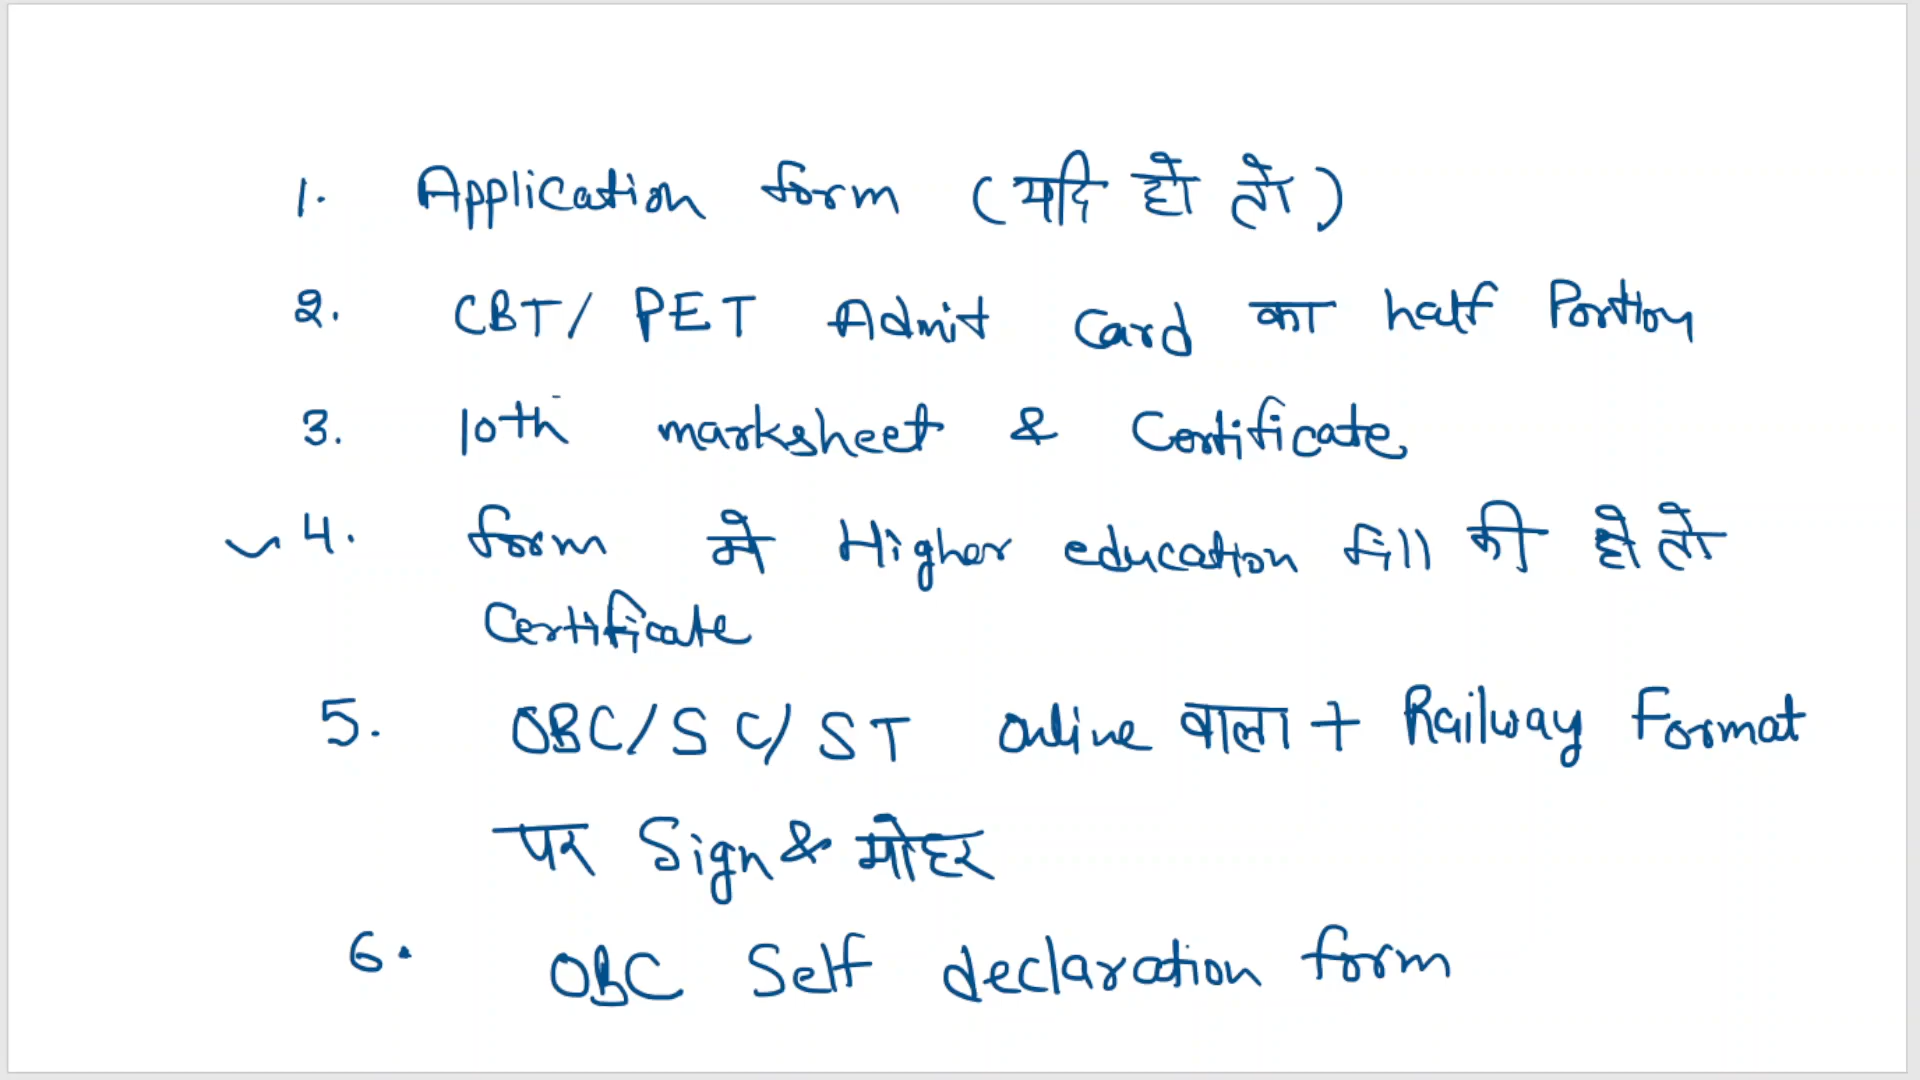 1. Application form (यदि हो तो)
2. CBT/ PET Admit Card का half Portion
3. 10th marksheet & Certificate
4. form मे Higher education fill की हो तो
Certificate
5. OBC/SC/ST online वाला + Railway Format
पर Sign & मोहर
6. OBC Self declaration form